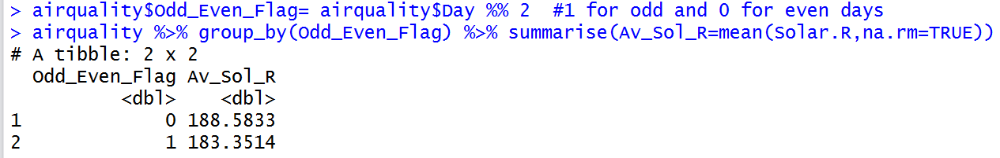 > airquality$Odd_Even_Flag= airquality$Day %% 2  #1 for odd and 0 for even days
> airquality %>% group_by(Odd_Even_Flag) %>% summarise(Av_Sol_R=mean(Solar.R,na.rm=TRUE))
# A tibble: 2 x 2
  Odd_Even_Flag Av_Sol_R
          <dbl>    <dbl>
1             0 188.5833
2             1 183.3514